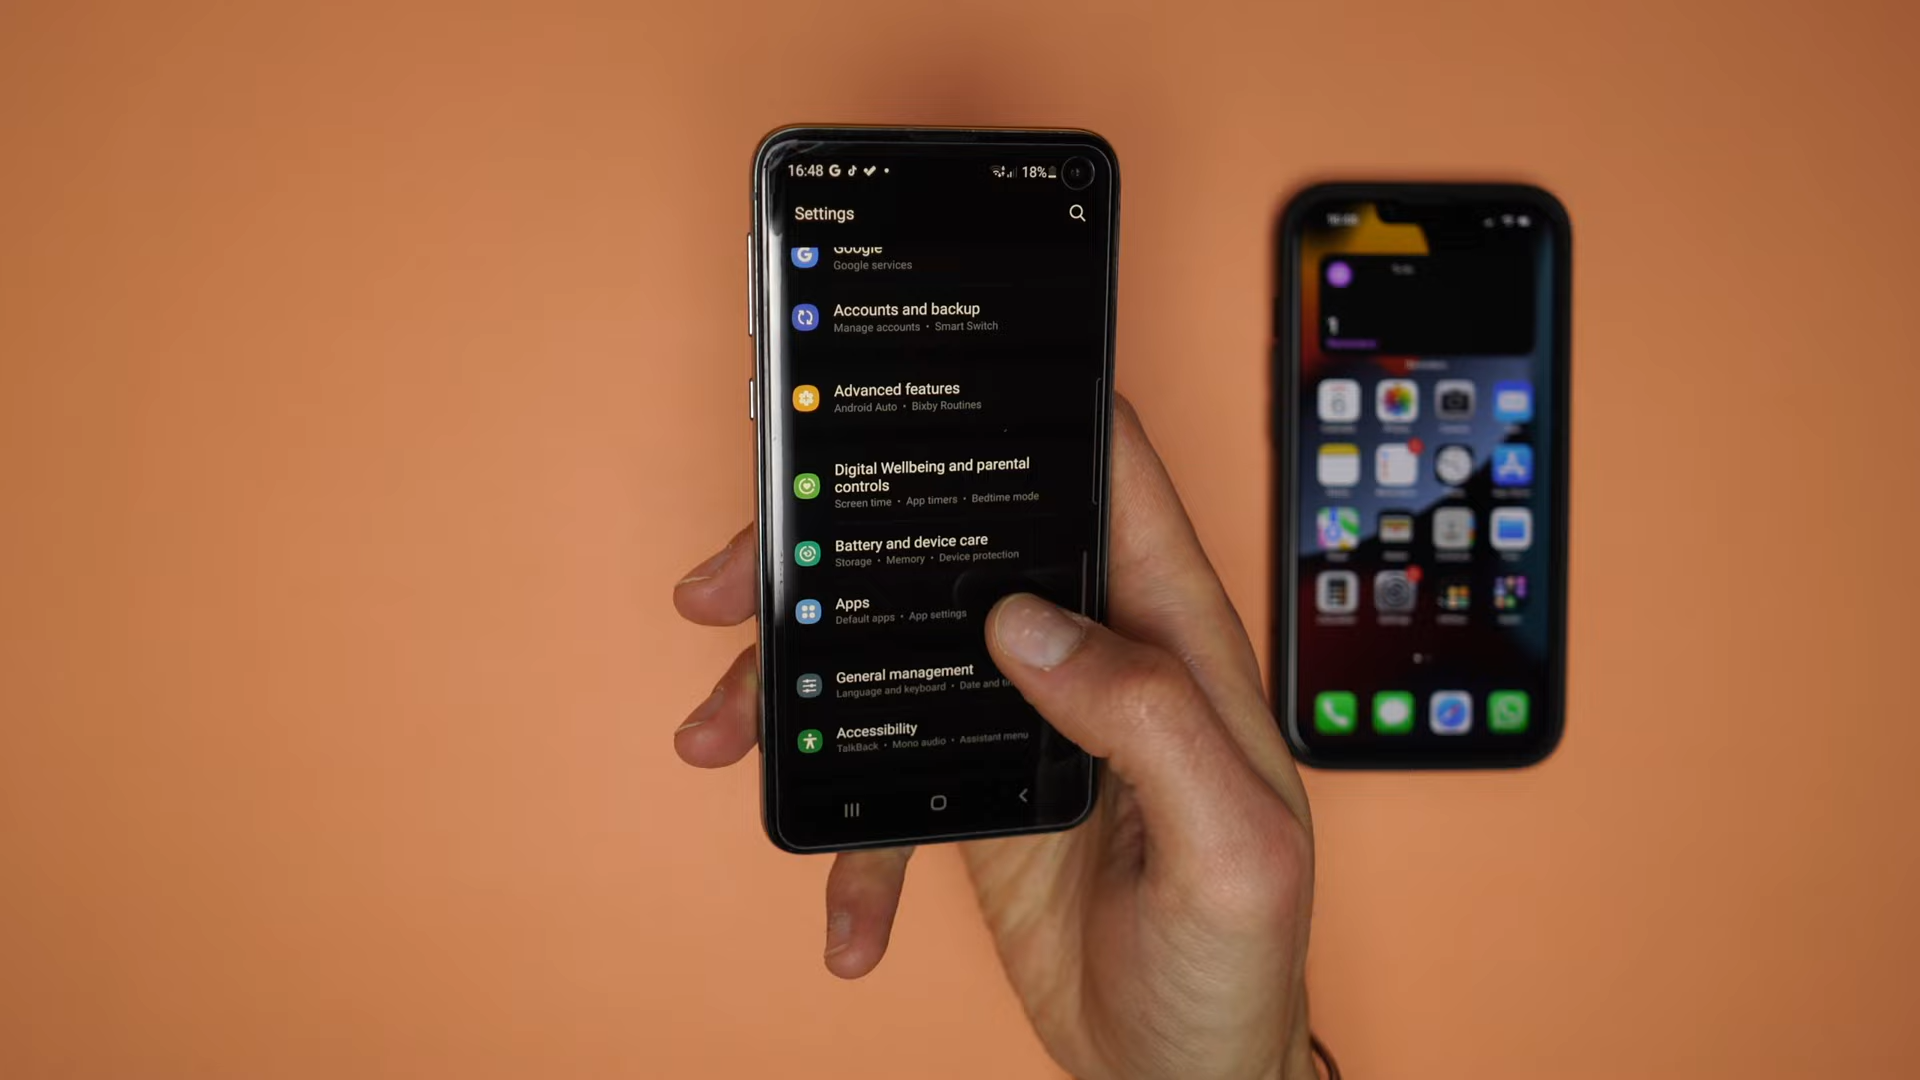 16:48
18%
Settings
Google
Google services
Accounts and backup
Manage accounts • Smart Switch
Advanced features
Android Auto • Bixby Routines
Digital Wellbeing and parental
controls
Screen time • App timers • Bedtime mode
Battery and device care
Storage • Memory • Device protection
Apps
Default apps • App settings
General management
Language and keyboard • Date and
Accessibility
TalkBack • Mono audio • Assistant menu